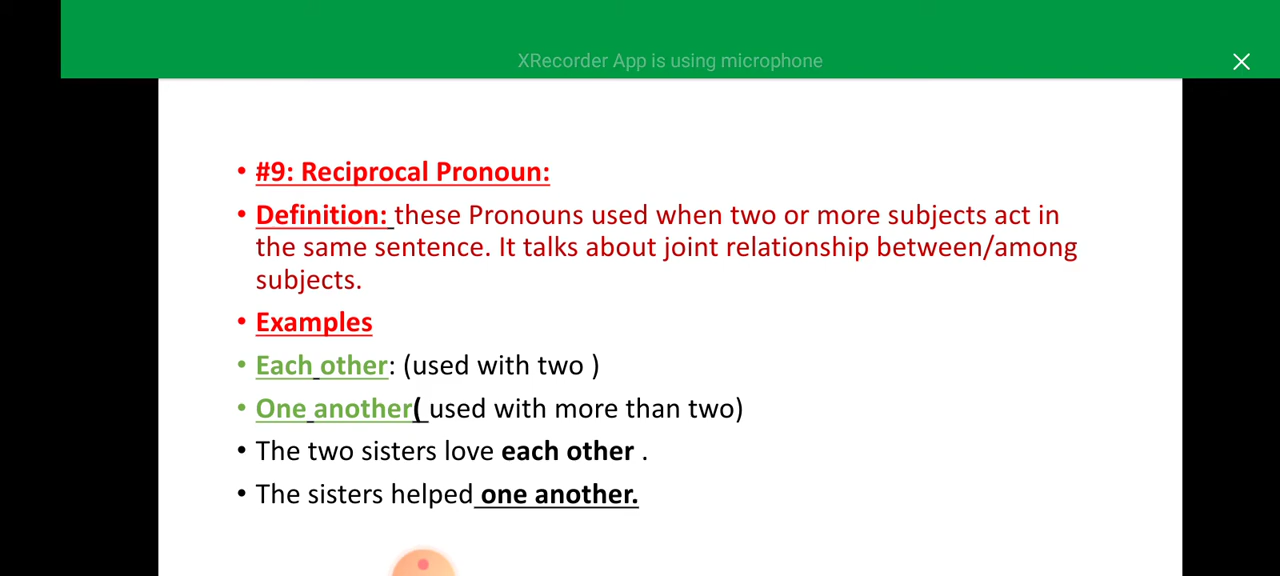 XRecorder App is using microphone
• #9: Reciprocal Pronoun:
• Definition: these Pronouns used when two or more subjects act in
the same sentence. It talks about joint relationship between/among
subjects.
• Examples
• Each other: (used with two )
• One another( used with more than two)
• The two sisters love each other .
• The sisters helped one another.